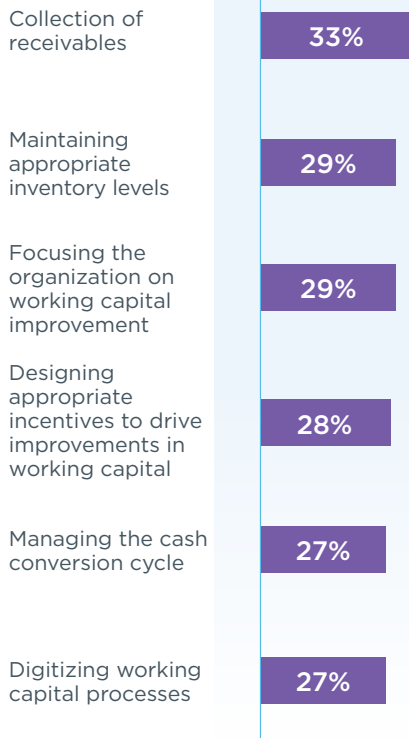 Collection of
receivables
33%
Maintaining
appropriate
inventory levels
29%
Focusing the
organization on
working capital
improvement
29%
Designing
appropriate
incentives to drive
improvements in
working capital
28%
Managing the cash
conversion cycle
27%
Digitizing working
capital processes
27%